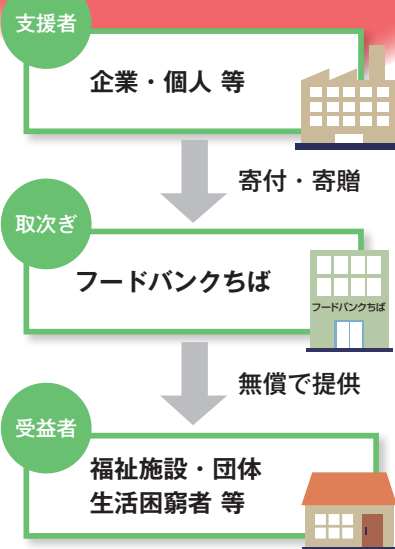 支援者
企業・個人 等
寄付・寄贈
取次ぎ
フードバンクちば
フードバンクちば
無償で提供
受益者
福祉施設・団体
生活困窮者 等